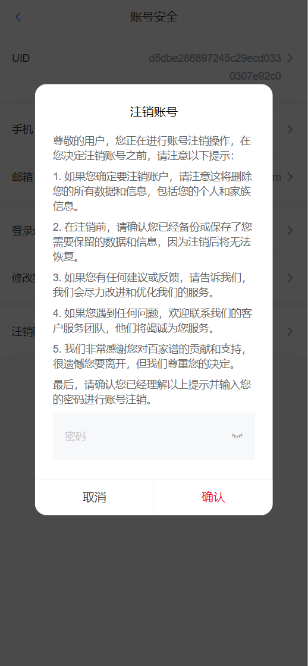 账号安全
UID
d5dbe286897245c29ecd033
0307e92c0
注销账号
尊敬的用户，您正在进行账号注销操作，在
您决定注销账号之前，请注意以下提示：
1. 如果您确定要注销账户，请注意这将删除
您的所有数据和信息，包括您的个人和家族
信息。
2. 在注销前，请确认您已经备份或保存了您
需要保留的数据和信息，因为注销后将无法
恢复。
3. 如果您有任何建议或反馈，请告诉我们，
我们会尽力改进和优化我们的服务。
4. 如果您遇到任何问题，欢迎联系我们的客
户服务团队，他们将竭诚为您服务。
5. 我们非常感谢您对百家谱的贡献和支持，
很遗憾您要离开，但我们尊重您的决定。
最后，请确认您已经理解以上提示并输入您
的密码进行账号注销。
手机
邮箱
m
登录
修改
注销
密码
取消
确认